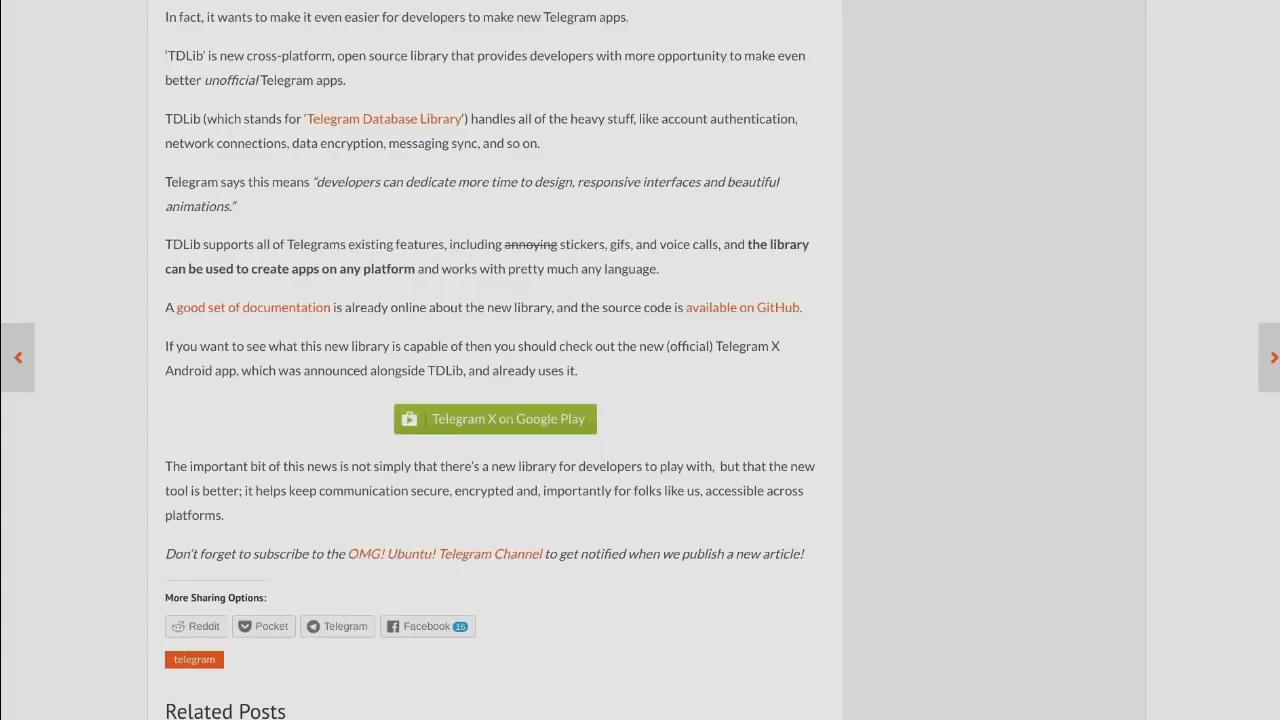 In fact, it wants to make it even easier for developers to make new Telegram apps.
'TDLib' is new cross-platform, open source library that provides developers with more opportunity to make even
better unofficial Telegram apps.
TDLib (which stands for 'Telegram Database Library') handles all of the heavy stuff, like account authentication,
network connections, data encryption, messaging sync, and so on.
Telegram says this means “developers can dedicate more time to design, responsive interfaces and beautiful
animations.”
TDLib supports all of Telegrams existing features, including annoying stickers, gifs, and voice calls, and the library
can be used to create apps on any platform and works with pretty much any language.
A good set of documentation is already online about the new library, and the source code is available on GitHub.
If you want to see what this new library is capable of then you should check out the new (official) Telegram X
Android app, which was announced alongside TDLib, and already uses it.
Telegram X on Google Play
The important bit of this news is not simply that there's a new library for developers to play with, but that the new
tool is better; it helps keep communication secure, encrypted and, importantly for folks like us, accessible across
platforms.
Don't forget to subscribe to the OMG! Ubuntu! Telegram Channel to get notified when we publish a new article!
More Sharing Options:
Reddit Pocket Telegram Facebook 16
telegram
Related Posts